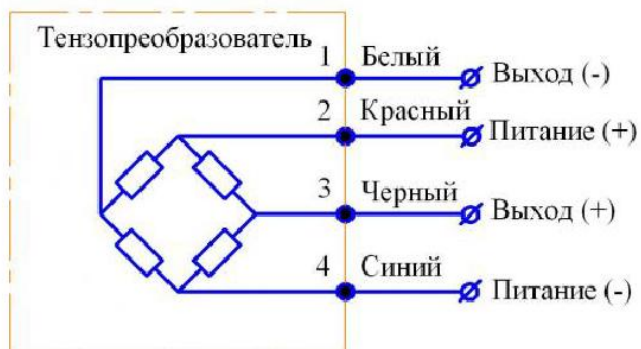 Тензопреобразователь
1 Белый Выход (-)
2 Красный Питание (+)
3 Черный Выход (+)
4 Синий Питание (-)